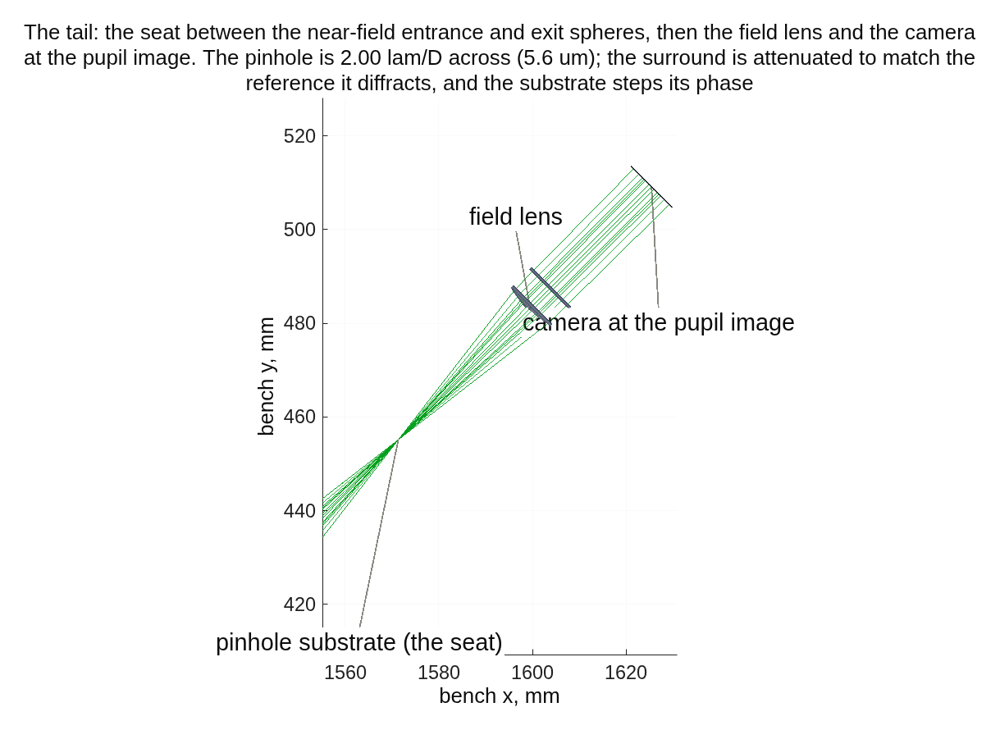 The tail: the seat between the near-field entrance and exit spheres, then the field lens and the camera
at the pupil image. The pinhole is 2.00 lam/D across (5.6 um); the surround is attenuated to match the
reference it diffracts, and the substrate steps its phase
520
500
480
460
440
420
bench y, mm
field lens
camera at the pupil image
pinhole substrate (the seat)
1560 1580 1600 1620
bench x, mm